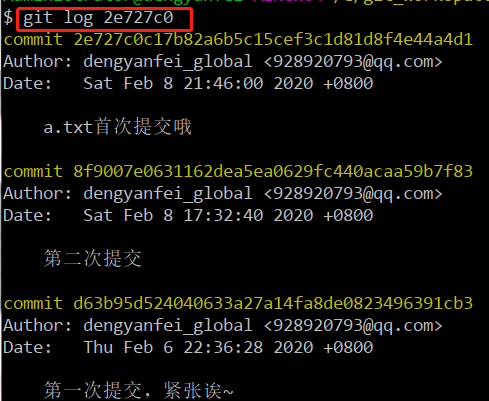 $ git log 2e727c0
commit 2e727c0c17b82a6b5c15cef3c1d81d8f4e44a4d1
Author: dengyanfei_global <928920793@qq.com>
Date:   Sat Feb 8 21:46:00 2020 +0800
a.txt首次提交哦
commit 8f9007e0631162dea5ea0629fc440acaa59b7f83
Author: dengyanfei_global <928920793@qq.com>
Date:   Sat Feb 8 17:32:40 2020 +0800
第二次提交
commit d63b95d524040633a27a14fa8de0823496391cb3
Author: dengyanfei_global <928920793@qq.com>
Date:   Thu Feb 6 22:36:28 2020 +0800
第一次提交，紧张诶~